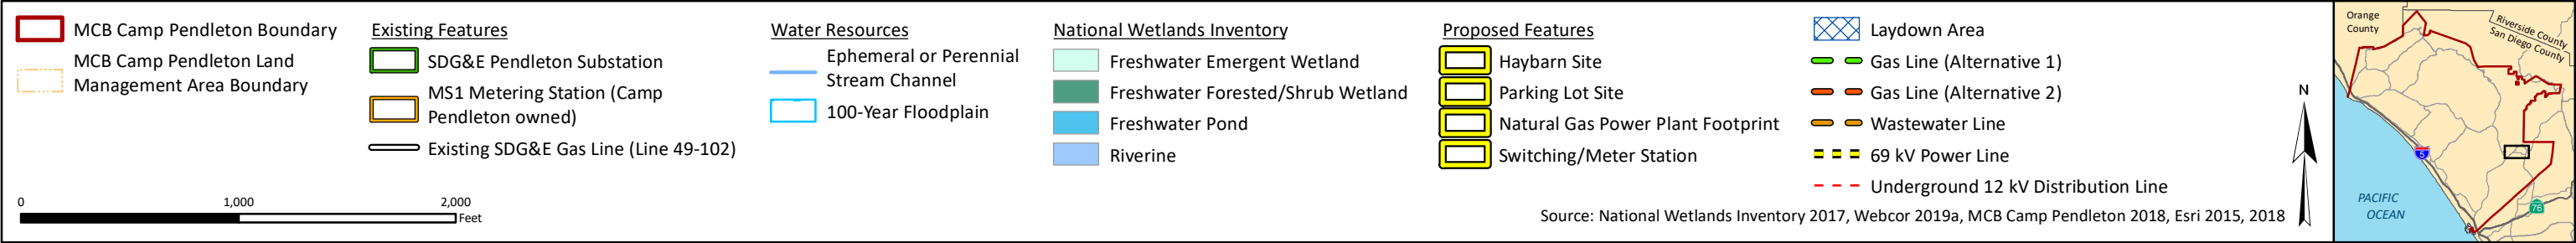 MCB Camp Pendleton Boundary
MCB Camp Pendleton Land
Management Area Boundary
0 1,000 2,000
Feet
Existing Features
SDG&E Pendleton Substation
MS1 Metering Station (Camp
Pendleton owned)
Existing SDG&E Gas Line (Line 49-102)
Water Resources
Ephemeral or Perennial
Stream Channel
100-Year Floodplain
National Wetlands Inventory
Freshwater Emergent Wetland
Freshwater Forested/Shrub Wetland
Freshwater Pond
Riverine
Proposed Features
Haybarn Site
Parking Lot Site
Natural Gas Power Plant Footprint
Switching/Meter Station
Laydown Area
Gas Line (Alternative 1)
Gas Line (Alternative 2)
Wastewater Line
69 kV Power Line
Underground 12 kV Distribution Line
Source: National Wetlands Inventory 2017, Webcor 2019a, MCB Camp Pendleton 2018, Esri 2015, 2018
N
Orange
County
Riverside County
San Diego County
5
76
PACIFIC
OCEAN